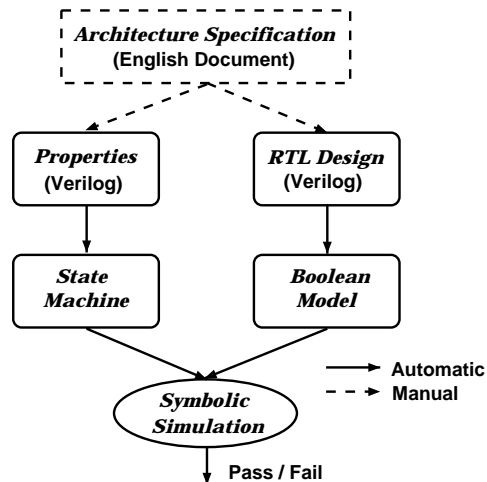 Architecture Specification
(English Document)
Properties
(Verilog)
RTL Design
(Verilog)
State
Machine
Boolean
Model
Automatic
Manual
Symbolic
Simulation
Pass / Fail